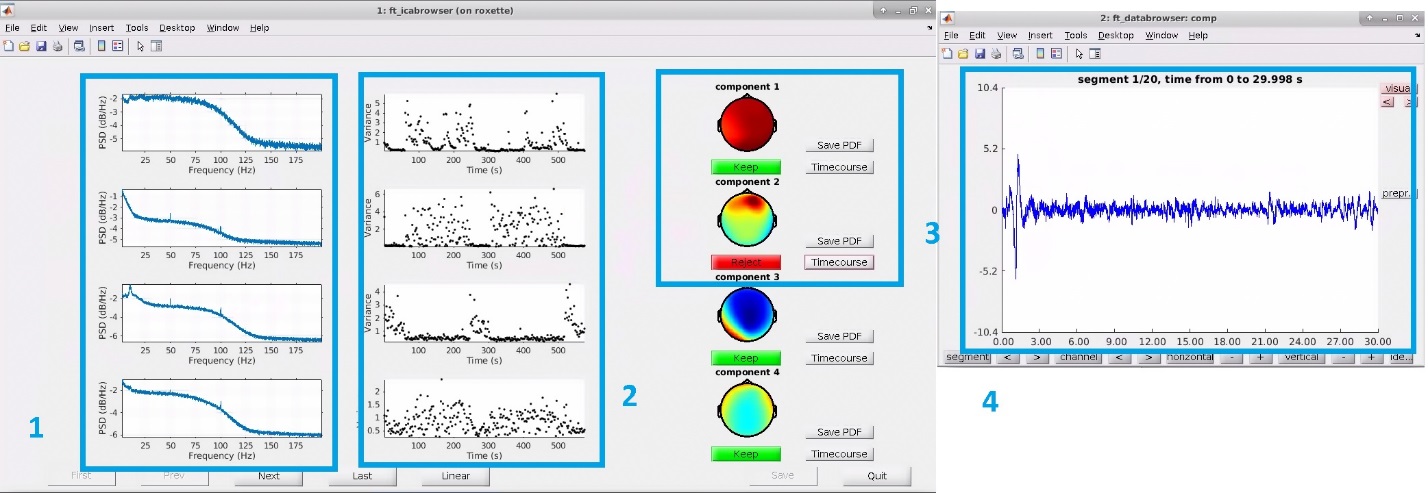 1: ft_icabrowser (on roxette)
File Edit View Insert Tools Desktop Window Help
PSD (dB/Hz)
-2
-3
-4
-5
25 50 75 100 125 150 175
Frequency (Hz)
PSD (dB/Hz)
-1
-2
-3
-4
-5
25 50 75 100 125 150 175
Frequency (Hz)
PSD (dB/Hz)
-2
-4
-6
25 50 75 100 125 150 175
Frequency (Hz)
PSD (dB/Hz)
-2
-4
-6
25 50 75 100 125 150 175
Frequency (Hz)
1
Variance
5
4
3
2
1
100 200 300 400 500
Time (s)
Variance
6
4
2
100 200 300 400 500
Time (s)
Variance
4
3
2
1
100 200 300 400 500
Time (s)
2
1.5
1
0.5
100 200 300 400 500
Time (s)
2
component 1
Save PDF
Keep Timecourse
component 2
Save PDF
Reject Timecourse
component 3
Save PDF
Keep Timecourse
component 4
Save PDF
Keep Timecourse
3
First Prev Next Last Linear Save Quit
2: ft_databrowser: comp
File Edit View Insert Tools Desktop Window Help
segment 1/20, time from 0 to 29.998 s
10.4
5.2
0
-5.2
-10.4
0.00 3.00 6.00 9.00 12.00 15.00 18.00 21.00 24.00 27.00 30.00
visua
< >
prepr.
segment < > channel < > horizontal - + vertical - + ide...
4